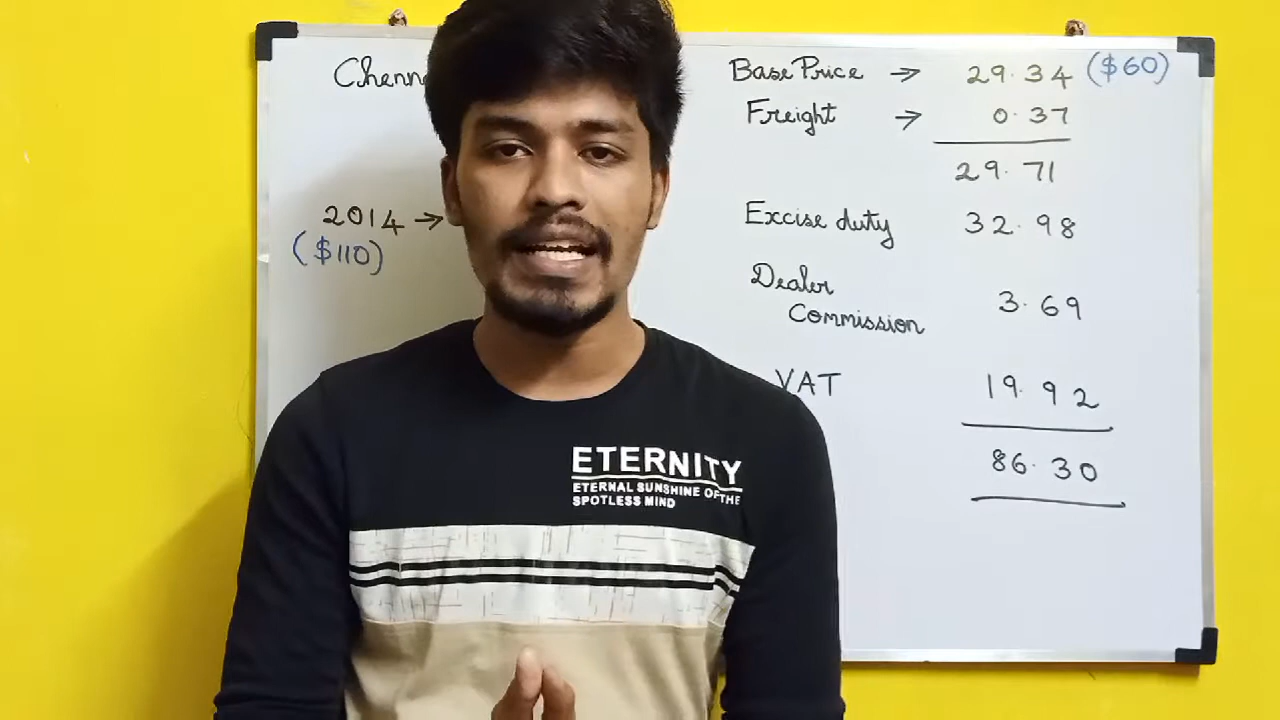 Base Price → 29.34 ($60)
Freight → 0.37
29.71
2014 →
($110)
Excise duty 32.98
Dealer
Commission 3.69
VAT 19.92
86.30
ETERNITY
ETERNAL SUNSHINE OF THE
SPOTLESS MIND